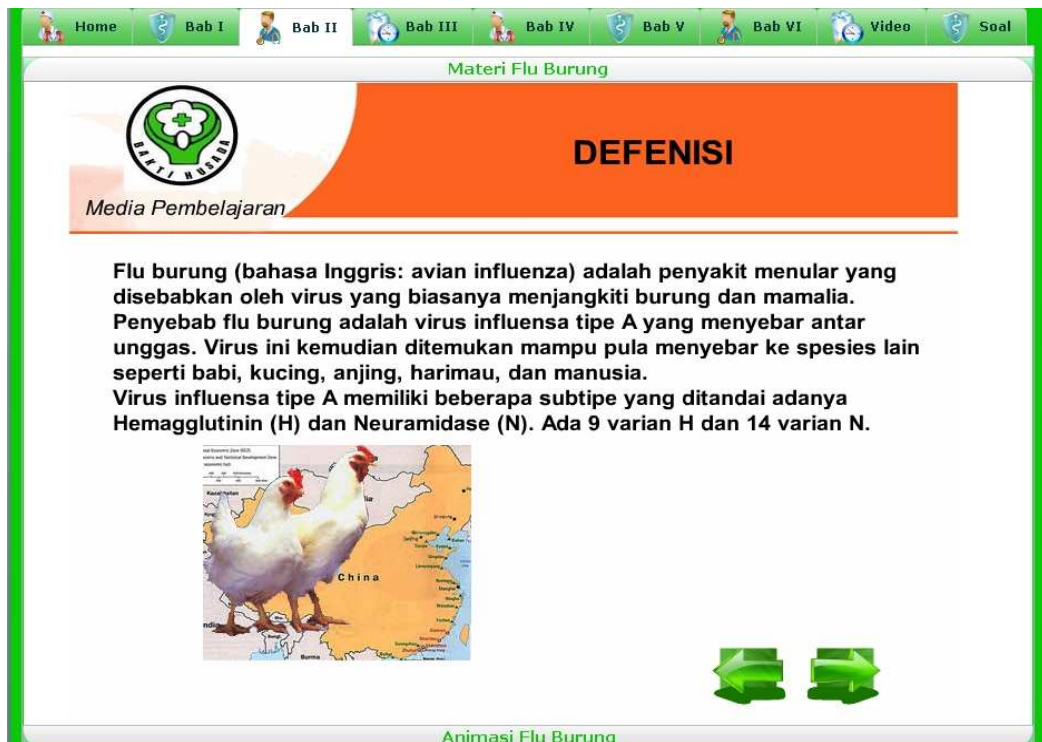 Home Bab I Bab II Bab III Bab IV Bab V Bab VI Video Soal
Materi Flu Burung
BAKTI HUSADA
DEFENISI
Media Pembelajaran
Flu burung (bahasa Inggris: avian influenza) adalah penyakit menular yang
disebabkan oleh virus yang biasanya menjangkiti burung dan mamalia.
Penyebab flu burung adalah virus influensa tipe A yang menyebar antar
unggas. Virus ini kemudian ditemukan mampu pula menyebar ke spesies lain
seperti babi, kucing, anjing, harimau, dan manusia.
Virus influensa tipe A memiliki beberapa subtipe yang ditandai adanya
Hemagglutinin (H) dan Neuramidase (N). Ada 9 varian H dan 14 varian N.
China
Burma
Animasi Flu Burung